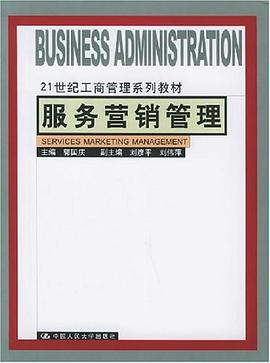 BUSINESS ADMINISTRATION
21世纪工商管理系列教材
服务营销管理
SERVICES MARKETING MANAGEMENT
主编 郭国庆 副主编 刘彦平 刘伟萍
中国人民大学出版社